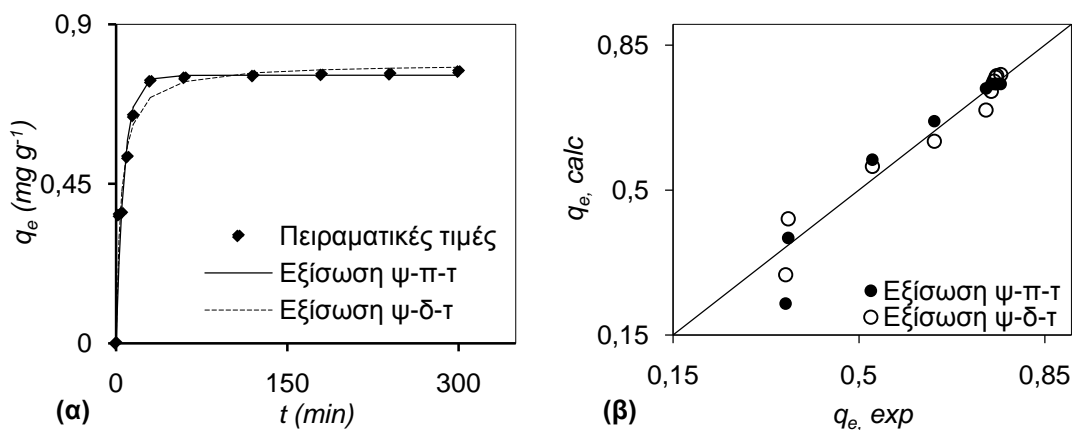 0,9
0,45
0
q_e (mg g⁻¹)
Πειραματικές τιμές
Εξίσωση ψ-π-τ
Εξίσωση ψ-δ-τ
0
150
300
t (min)
(α)
0,85
0,5
0,15
q_e, calc
Εξίσωση ψ-π-τ
Εξίσωση ψ-δ-τ
0,15
0,5
0,85
q_e, exp
(β)